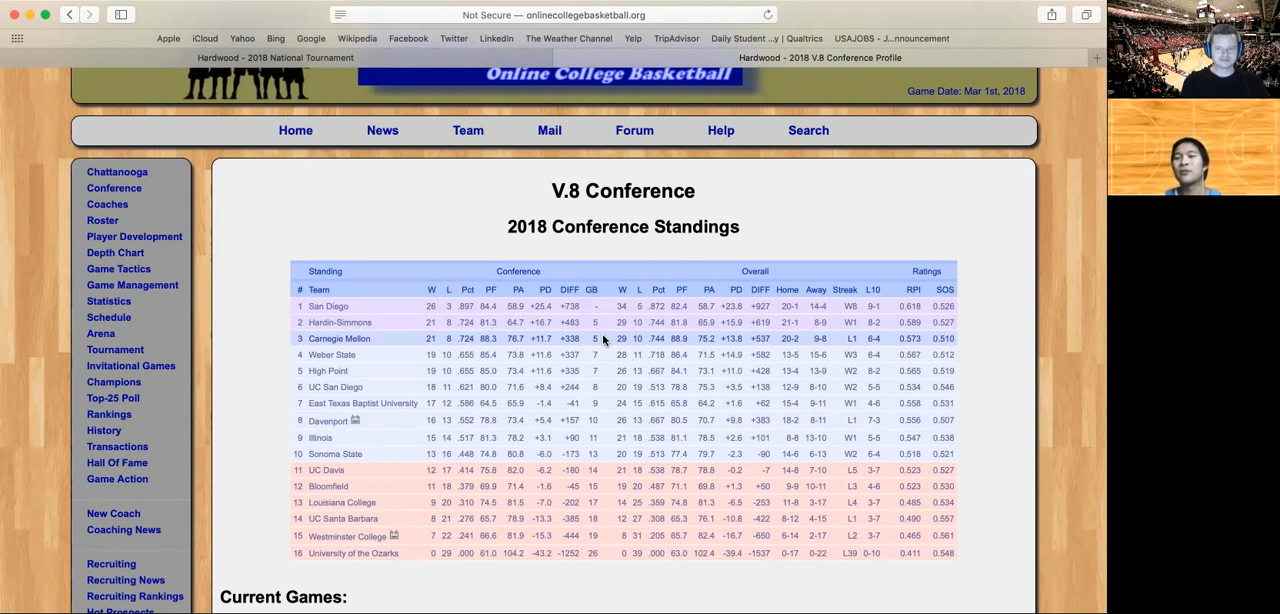 Not Secure — onlinecollegebasketball.org
Apple iCloud Yahoo Bing Google Wikipedia Facebook Twitter LinkedIn The Weather Channel Yelp TripAdvisor Daily Student ...y | Qualtrics USAJOBS - J...nnouncement
Hardwood - 2018 National Tournament Hardwood - 2018 V.8 Conference Profile
Online College Basketball
Game Date: Mar 1st, 2018
Home News Team Mail Forum Help Search
Chattanooga
Conference
Coaches
Roster
Player Development
Depth Chart
Game Tactics
Game Management
Statistics
Schedule
Arena
Tournament
Invitational Games
Champions
Top-25 Poll
Rankings
History
Transactions
Hall Of Fame
Game Action
New Coach
Coaching News
Recruiting
Recruiting News
Recruiting Rankings
Hot Prospects
V.8 Conference
2018 Conference Standings
Standing Conference Overall Ratings
# Team W L Pct PF PA PD DIFF GB W L Pct PF PA PD DIFF Home Away Streak L10 RPI SOS
1 San Diego 26 3 .897 84.4 58.9 +25.4 +738 - 34 5 .872 82.4 58.7 +23.8 +927 20-1 14-4 W8 9-1 0.618 0.526
2 Hardin-Simmons 21 8 .724 81.3 64.7 +16.7 +483 5 29 10 .744 81.8 65.9 +15.9 +619 21-1 8-9 W1 8-2 0.589 0.527
3 Carnegie Mellon 21 8 .724 88.3 76.7 +11.7 +338 5 29 10 .744 88.9 75.2 +13.8 +537 20-2 9-8 L1 6-4 0.573 0.510
4 Weber State 19 10 .655 85.4 73.8 +11.6 +337 7 28 11 .718 86.4 71.5 +14.9 +582 13-5 15-6 W3 6-4 0.567 0.512
5 High Point 19 10 .655 85.0 73.4 +11.6 +335 7 26 13 .667 84.1 73.1 +11.0 +428 13-4 13-9 W2 8-2 0.565 0.519
6 UC San Diego 18 11 .621 80.0 71.6 +8.4 +244 8 20 19 .513 78.8 75.3 +3.5 +138 12-9 8-10 W2 5-5 0.534 0.546
7 East Texas Baptist University 17 12 .586 64.5 65.9 -1.4 -41 9 24 15 .615 65.8 64.2 +1.6 +62 15-4 9-11 W1 4-6 0.558 0.531
8 Davenport 16 13 .552 78.8 73.4 +5.4 +157 10 26 13 .667 80.5 70.7 +9.8 +383 18-2 8-11 L1 7-3 0.556 0.507
9 Illinois 15 14 .517 81.3 78.2 +3.1 +90 11 21 18 .538 81.1 78.5 +2.6 +101 8-8 13-10 W1 5-5 0.547 0.538
10 Sonoma State 13 16 .448 74.8 80.8 -6.0 -173 13 20 19 .513 77.4 79.7 -2.3 -90 14-6 6-13 W2 6-4 0.518 0.521
11 UC Davis 12 17 .414 75.8 82.0 -6.2 -180 14 21 18 .538 78.7 78.8 -0.2 -7 14-8 7-10 L5 3-7 0.523 0.527
12 Bloomfield 11 18 .379 69.9 71.4 -1.6 -45 15 19 20 .487 71.1 69.8 +1.3 +50 9-9 10-11 L3 4-6 0.523 0.530
13 Louisiana College 9 20 .310 74.5 81.5 -7.0 -202 17 14 25 .359 74.8 81.3 -6.5 -253 11-8 3-17 L4 3-7 0.485 0.534
14 UC Santa Barbara 8 21 .276 65.7 78.9 -13.3 -385 18 12 27 .308 65.3 76.1 -10.8 -422 8-12 4-15 L1 3-7 0.490 0.557
15 Westminster College 7 22 .241 66.6 81.9 -15.3 -444 19 8 31 .205 65.7 82.4 -16.7 -650 6-14 2-17 L2 3-7 0.465 0.561
16 University of the Ozarks 0 29 .000 61.0 104.2 -43.2 -1252 26 0 39 .000 63.0 102.4 -39.4 -1537 0-17 0-22 L39 0-10 0.411 0.548
Current Games: